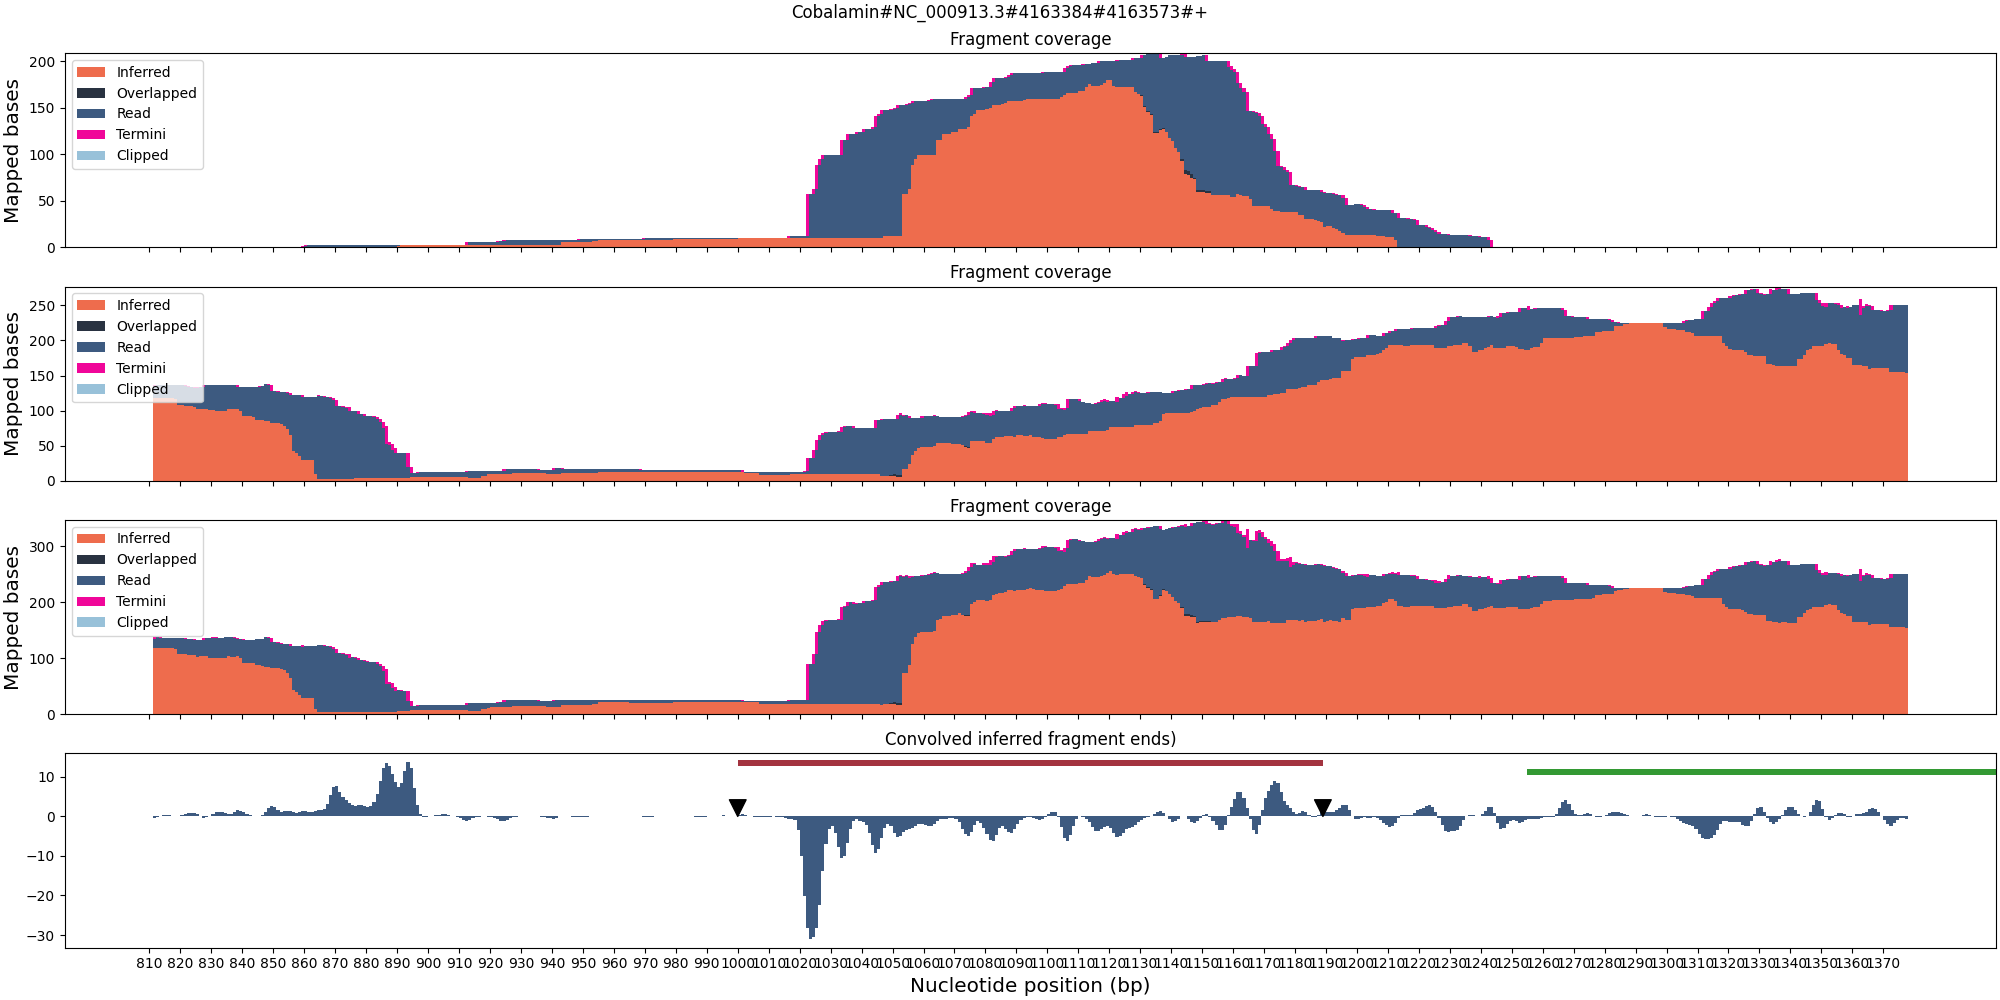 Cobalamin#NC_000913.3#4163384#4163573#+
Fragment coverage
Mapped bases
200
150
100
50
0
Inferred
Overlapped
Read
Termini
Clipped
Fragment coverage
Mapped bases
250
200
150
100
50
0
Inferred
Overlapped
Read
Termini
Clipped
Fragment coverage
Mapped bases
300
200
100
0
Inferred
Overlapped
Read
Termini
Clipped
Convolved inferred fragment ends)
10
0
−10
−20
−30
810 820 830 840 850 860 870 880 890 900 910 920 930 940 950 960 970 980 990 1000 1010 1020 1030 1040 1050 1060 1070 1080 1090 1100 1110 1120 1130 1140 1150 1160 1170 1180 1190 1200 1210 1220 1230 1240 1250 1260 1270 1280 1290 1300 1310 1320 1330 1340 1350 1360 1370
Nucleotide position (bp)